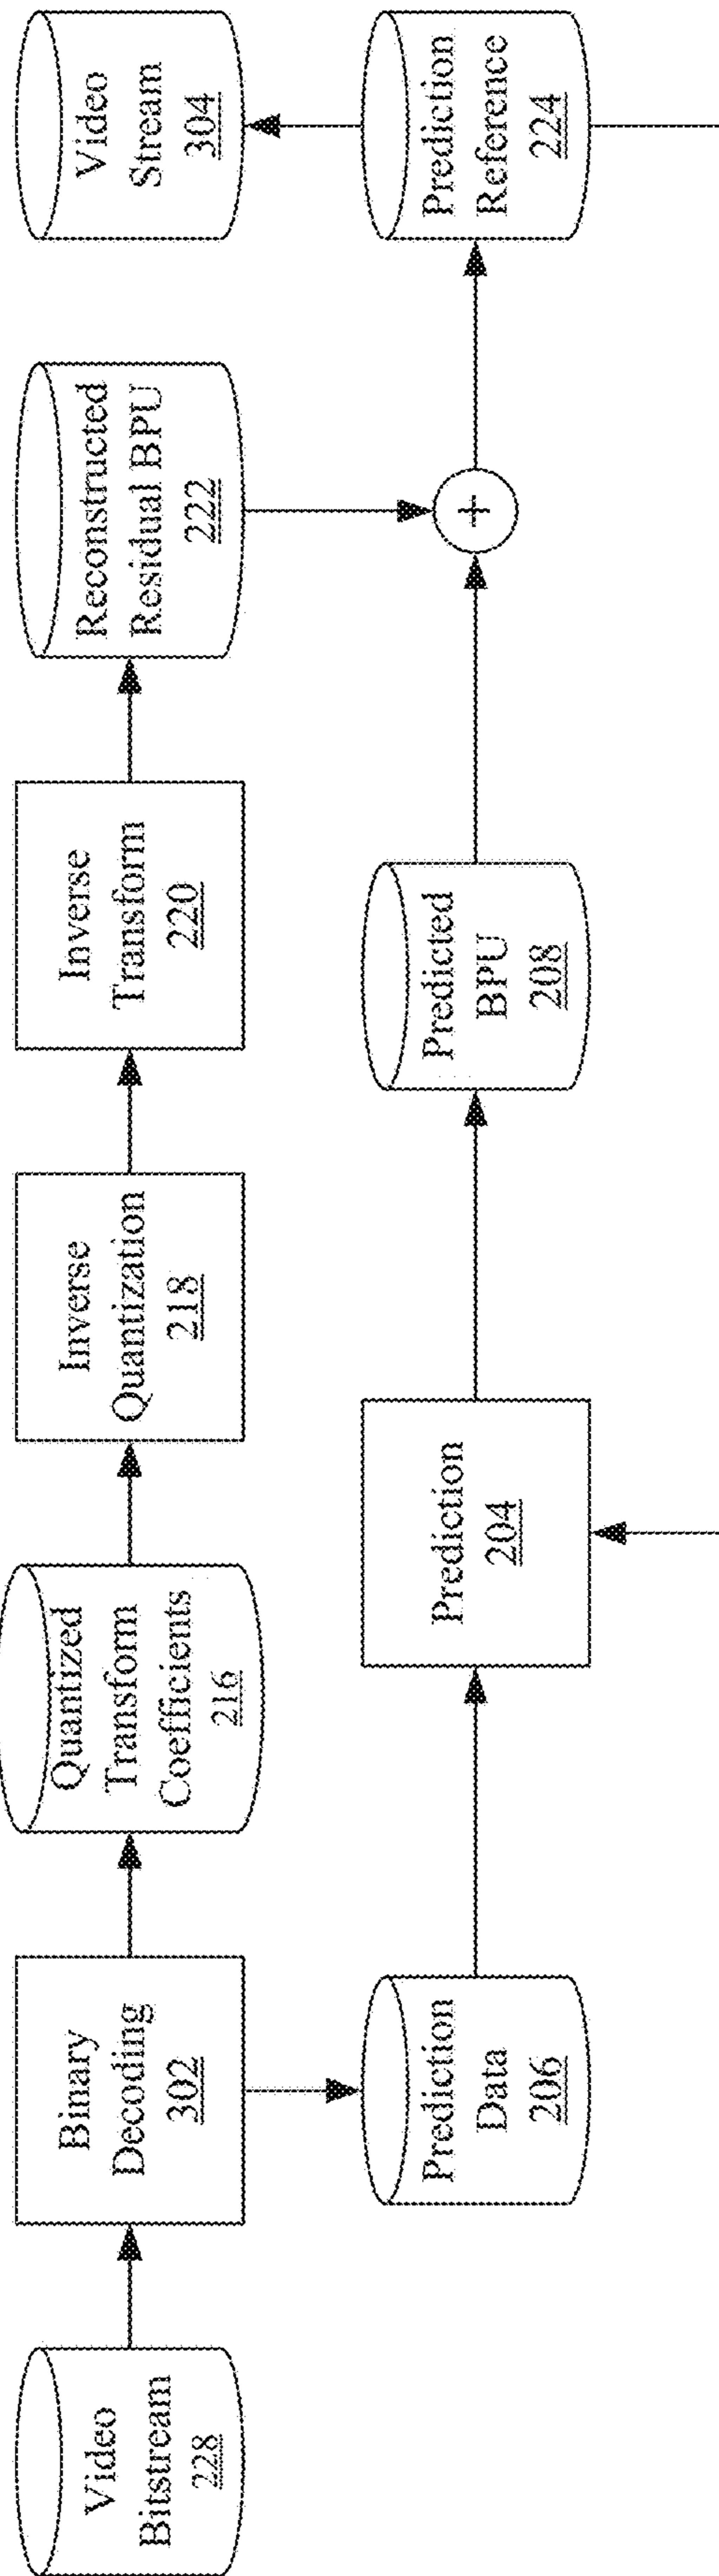 Video
Bitstream
228
Binary
Decoding
302
Quantized
Transform
Coefficients
216
Inverse
Quantization
218
Inverse
Transform
220
Reconstructed
Residual BPU
222
Video
Stream
304
Prediction
Data
206
Prediction
204
Predicted
BPU
208
+
Prediction
Reference
224